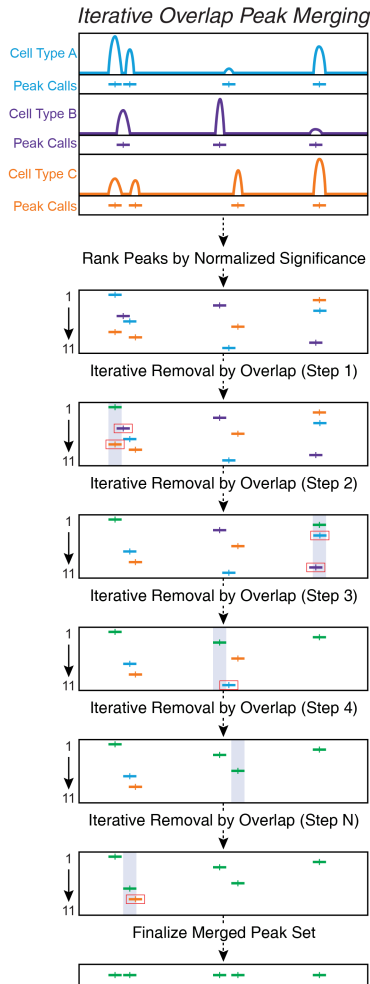 Iterative Overlap Peak Merging
Cell Type A
Peak Calls
Cell Type B
Peak Calls
Cell Type C
Peak Calls
Rank Peaks by Normalized Significance
1
11
Iterative Removal by Overlap (Step 1)
1
11
Iterative Removal by Overlap (Step 2)
1
11
Iterative Removal by Overlap (Step 3)
1
11
Iterative Removal by Overlap (Step 4)
1
11
Iterative Removal by Overlap (Step N)
1
11
Finalize Merged Peak Set